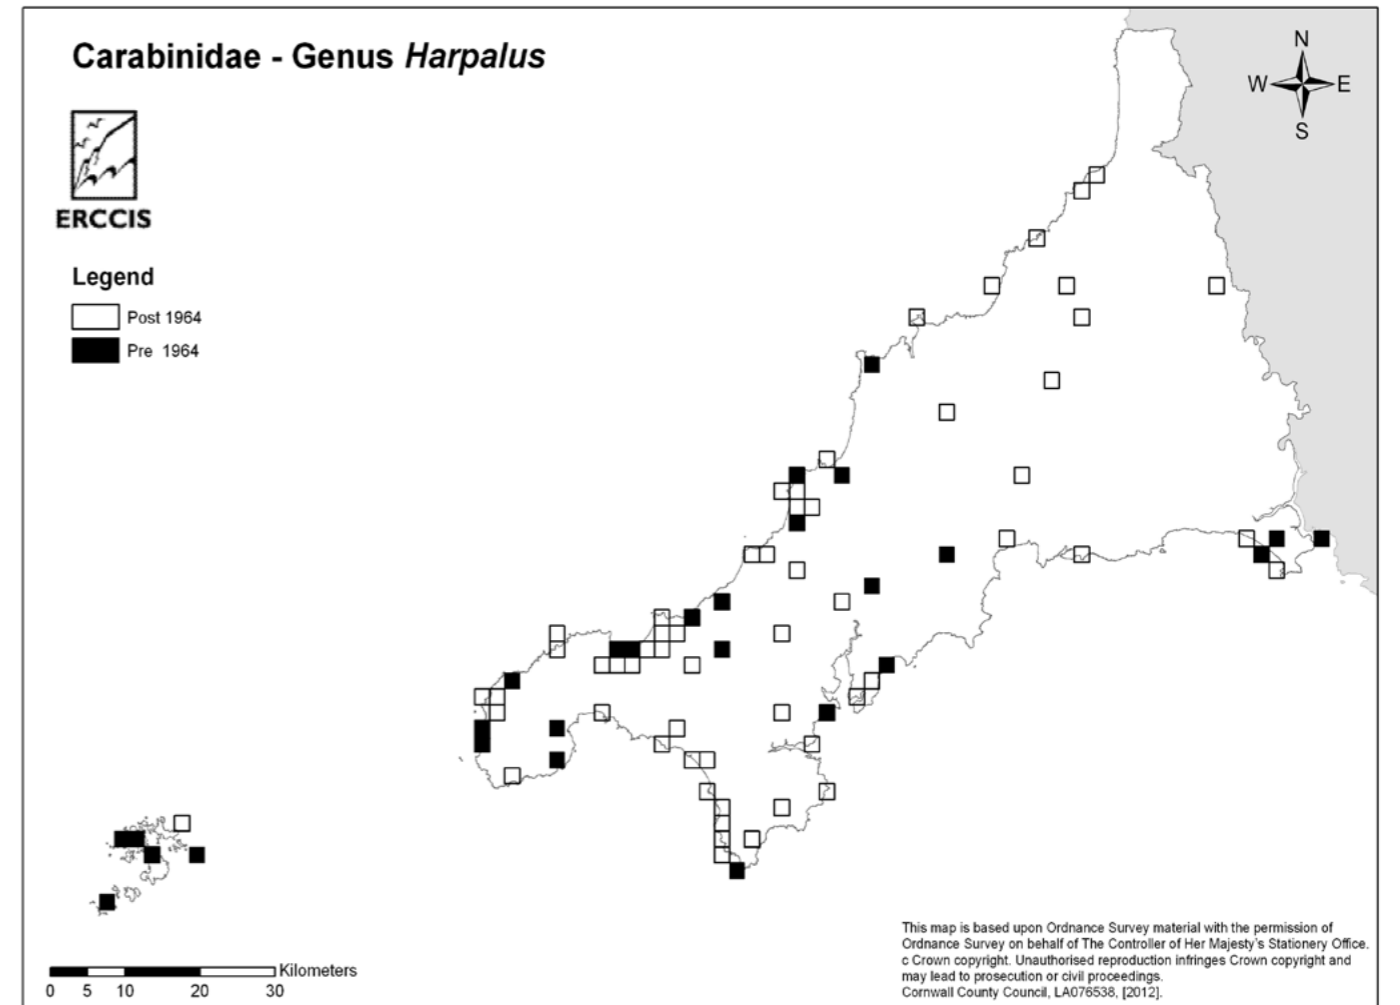 Carabinidae - Genus Harpalus
N
W E
S
ERCCIS
Legend
Post 1964
Pre 1964
Kilometers
0 5 10 20 30
This map is based upon Ordnance Survey material with the permission of
Ordnance Survey on behalf of The Controller of Her Majesty's Stationery Office.
c Crown copyright. Unauthorised reproduction infringes Crown copyright and
may lead to prosecution or civil proceedings.
Cornwall County Council, LA076538, [2012].